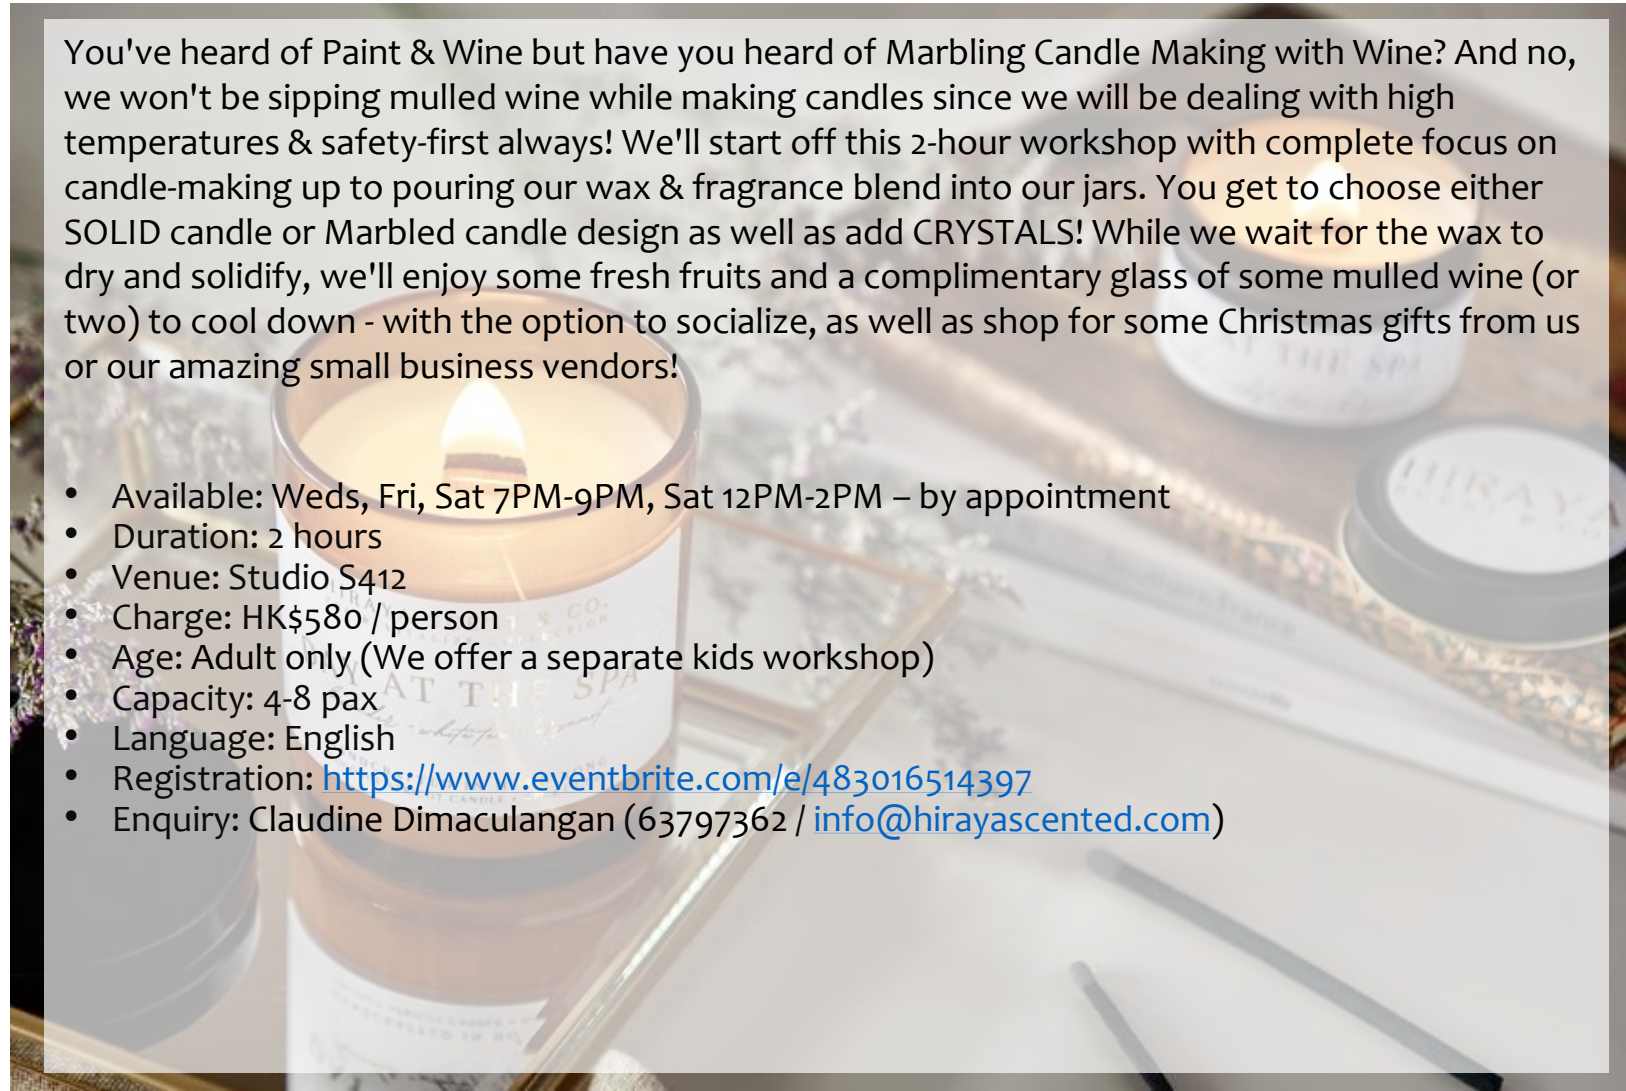 You've heard of Paint & Wine but have you heard of Marbling Candle Making with Wine? And no,
we won't be sipping mulled wine while making candles since we will be dealing with high
temperatures & safety-first always! We'll start off this 2-hour workshop with complete focus on
candle-making up to pouring our wax & fragrance blend into our jars. You get to choose either
SOLID candle or Marbled candle design as well as add CRYSTALS! While we wait for the wax to
dry and solidify, we'll enjoy some fresh fruits and a complimentary glass of some mulled wine (or
two) to cool down - with the option to socialize, as well as shop for some Christmas gifts from us
or our amazing small business vendors!
• Available: Weds, Fri, Sat 7PM-9PM, Sat 12PM-2PM – by appointment
• Duration: 2 hours
• Venue: Studio S412
• Charge: HK$580 / person
• Age: Adult only (We offer a separate kids workshop)
• Capacity: 4-8 pax
• Language: English
• Registration: https://www.eventbrite.com/e/483016514397
• Enquiry: Claudine Dimaculangan (63797362 / info@hirayascented.com)
AT THE SPA
HIRAYA
& CO.
AT THE SPA